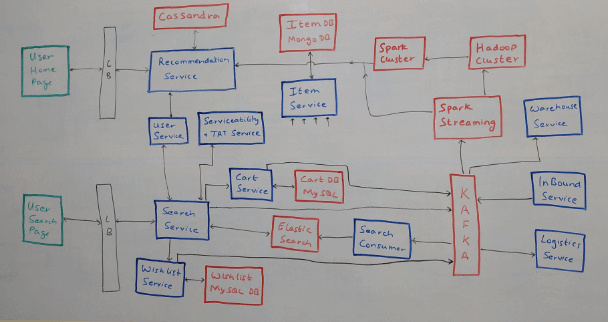 Cassandra
Item DB
Mongo DB
User
Home
Page
L
B
Recommendation
Service
Spark
Cluster
Hadoop
Cluster
Item
Service
Spark
Streaming
Warehouse
Service
User
Service
Serviceability
+ TAT Service
Cart
Service
Cart DB
MySQL
K
A
F
K
A
InBound
Service
User
Search
Page
L
B
Search
Service
Elastic
Search
Search
Consumer
Logistics
Service
Wishlist
Service
Wishlist
MySQL DB